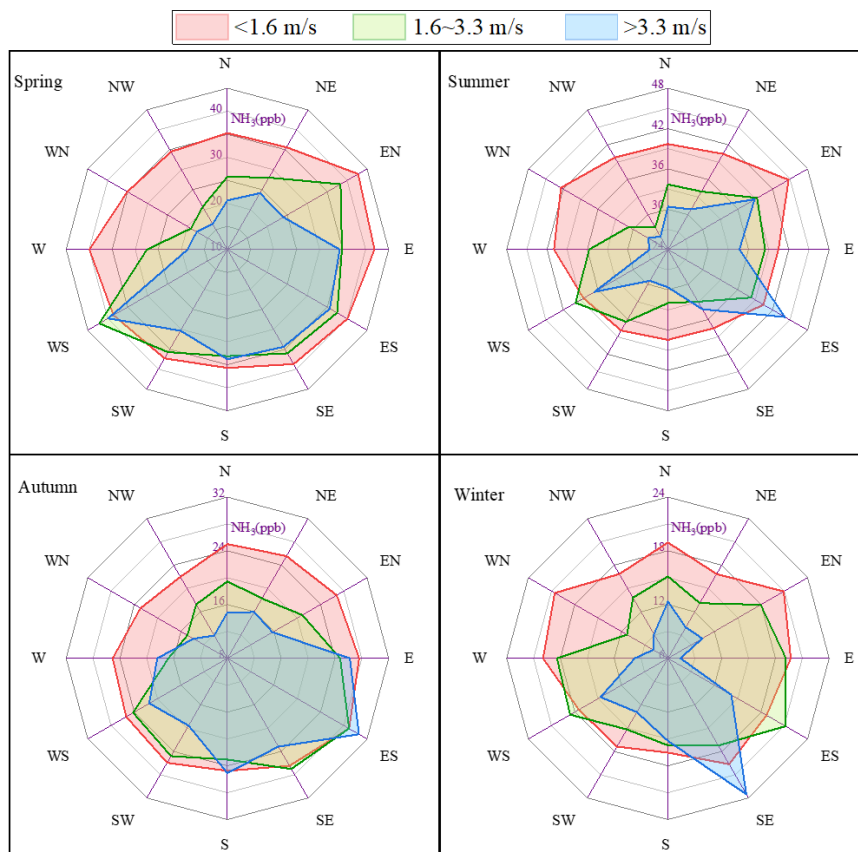 <1.6 m/s 1.6~3.3 m/s >3.3 m/s
Spring
N
NE
EN
E
ES
SE
S
SW
WS
W
WN
NW
NH₃(ppb)
40
30
20
10
Summer
N
NE
EN
E
ES
SE
S
SW
WS
W
WN
NW
NH₃(ppb)
48
42
36
30
Autumn
N
NE
EN
E
ES
SE
S
SW
WS
W
WN
NW
NH₃(ppb)
32
24
16
8
Winter
N
NE
EN
E
ES
SE
S
SW
WS
W
WN
NW
NH₃(ppb)
24
18
12